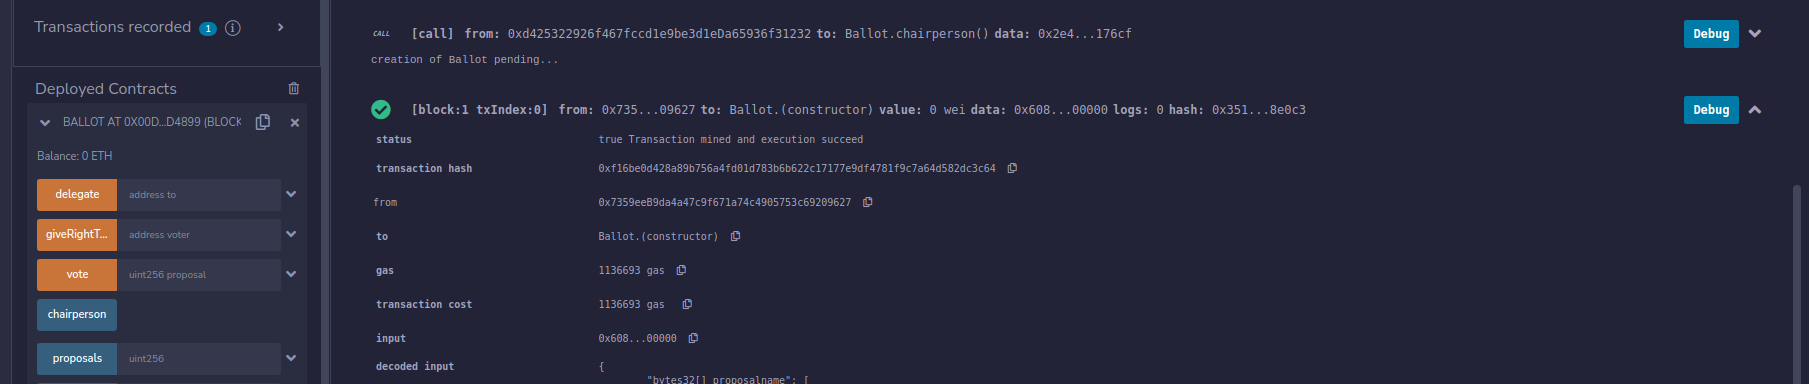 Transactions recorded 1 i
Deployed Contracts
BALLOT AT 0X00D...D4899 (BLOCK
Balance: 0 ETH
delegate address to
giveRightT... address voter
vote uint256 proposal
chairperson
proposals uint256
CALL [call] from: 0xd425322926f467fccd1e9be3d1eDa65936f31232 to: Ballot.chairperson() data: 0x2e4...176cf Debug
creation of Ballot pending...
[block:1 txIndex:0] from: 0x735...09627 to: Ballot.(constructor) value: 0 wei data: 0x608...00000 logs: 0 hash: 0x351...8e0c3 Debug
status true Transaction mined and execution succeed
transaction hash 0xf16be0d428a89b756a4fd01d783b6b622c17177e9df4781f9c7a64d582dc3c64
from 0x7359eeB9da4a47c9f671a74c4905753c69209627
to Ballot.(constructor)
gas 1136693 gas
transaction cost 1136693 gas
input 0x608...00000
decoded input {
"bytes32[] proposalname": [